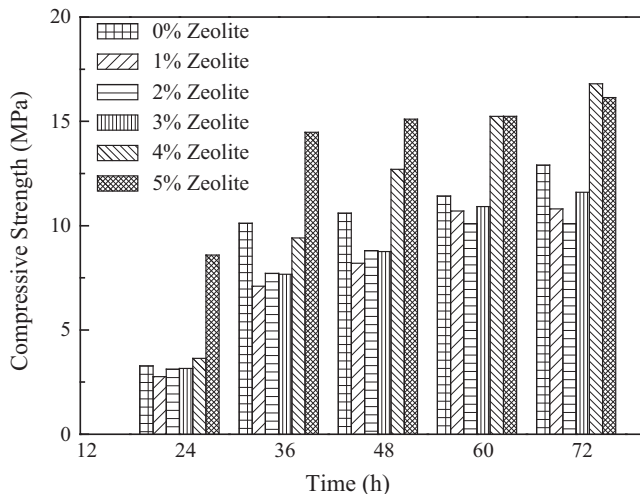 20
15
10
5
0
Compressive Strength (MPa)
0% Zeolite
1% Zeolite
2% Zeolite
3% Zeolite
4% Zeolite
5% Zeolite
12 24 36 48 60 72
Time (h)